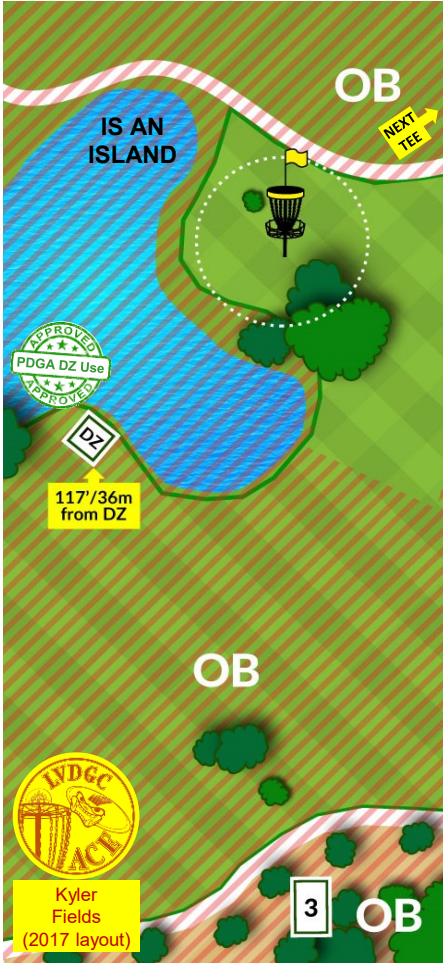 OB
NEXT
TEE
IS AN
ISLAND
APPROVED
PDGA DZ Use
APPROVED
DZ
117'/36m
from DZ
OB
LVDGC
ACE
Kyler
Fields
(2017 layout)
3
OB